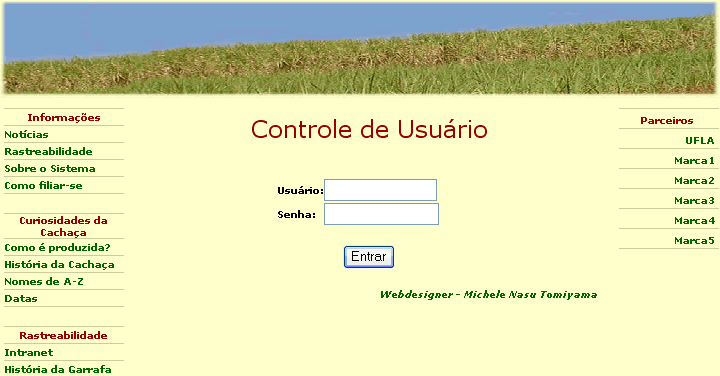 Informações
Notícias
Rastreabilidade
Sobre o Sistema
Como filiar-se
Curiosidades da
Cachaça
Como é produzida?
História da Cachaça
Nomes de A-Z
Datas
Rastreabilidade
Intranet
História da Garrafa
Controle de Usuário
Usuário:
Senha:
Entrar
Webdesigner - Michele Nasu Tomiyama
Parceiros
UFLA
Marca1
Marca2
Marca3
Marca4
Marca5